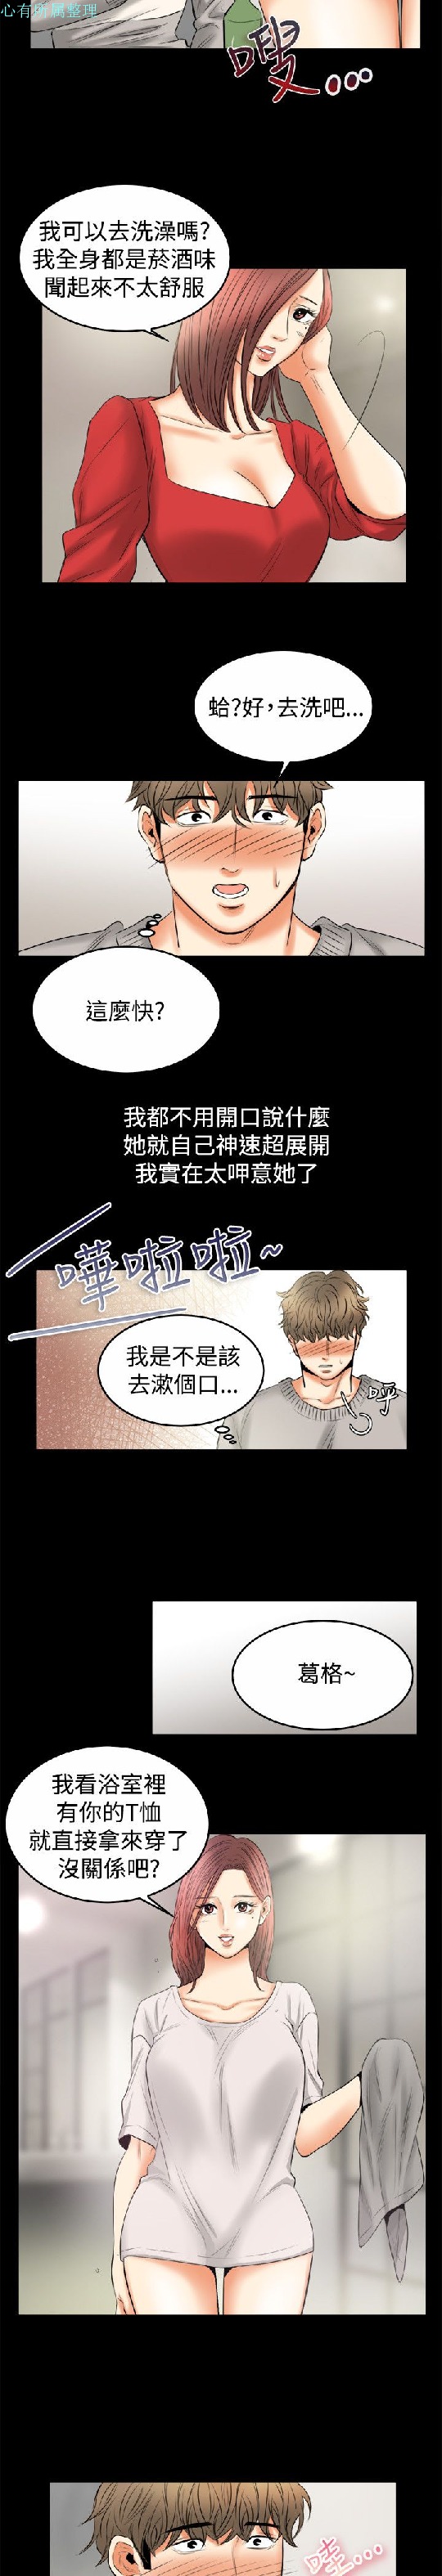 心有所属整理
嗖...
我可以去洗澡嗎?
我全身都是菸酒味
聞起來不太舒服
蛤?好,去洗吧...
這麼快?
我都不用開口說什麼
她就自己神速超展開
我實在太呷意她了
嘩啦啦~
我是不是該
去漱個口...
呼
葛格~
我看浴室裡
有你的T恤
就直接拿來穿了
沒關係吧?
哇...